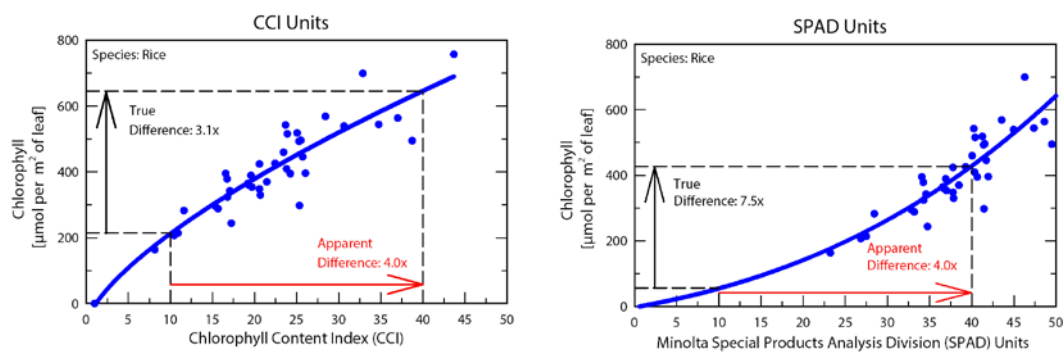 CCI Units
Chlorophyll
[µmol per m² of leaf]
800
600
400
200
0
Species: Rice
True
Difference: 3.1x
Apparent
Difference: 4.0x
0 5 10 15 20 25 30 35 40 45 50
Chlorophyll Content Index (CCI)
SPAD Units
Chlorophyll
[µmol per m² of leaf]
800
600
400
200
0
Species: Rice
True
Difference: 7.5x
Apparent
Difference: 4.0x
0 5 10 15 20 25 30 35 40 45 50
Minolta Special Products Analysis Division (SPAD) Units